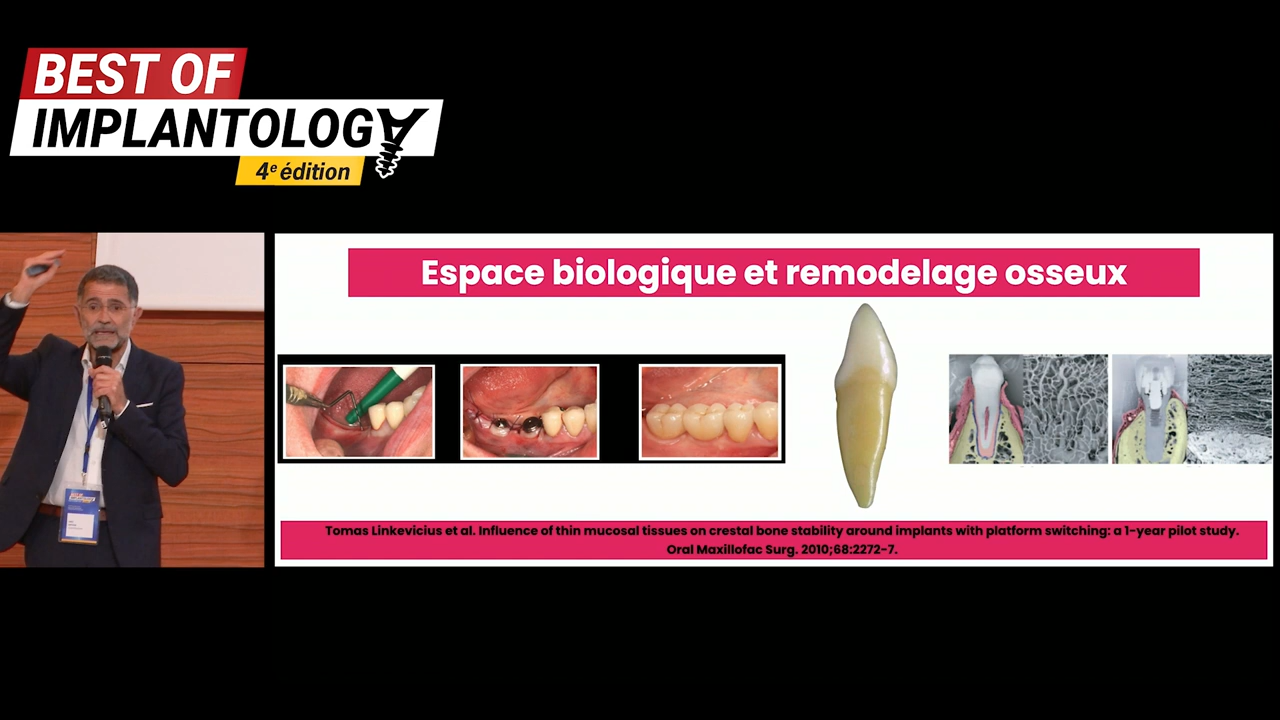 BEST OF
IMPLANTOLOGY
4e édition
Espace biologique et remodelage osseux
Tomas Linkevicius et al. Influence of thin mucosal tissues on crestal bone stability around implants with platform switching: a 1-year pilot study.
Oral Maxillofac Surg. 2010;68:2272-7.
BEST OF